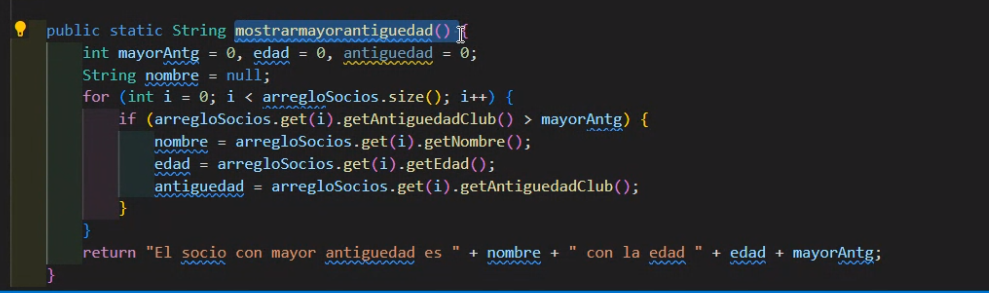 public static String mostrarmayorantiguedad() {
int mayorAntg = 0, edad = 0, antiguedad = 0;
String nombre = null;
for (int i = 0; i < arregloSocios.size(); i++) {
if (arregloSocios.get(i).getAntiguedadClub() > mayorAntg) {
nombre = arregloSocios.get(i).getNombre();
edad = arregloSocios.get(i).getEdad();
antiguedad = arregloSocios.get(i).getAntiguedadClub();
}
}
return "El socio con mayor antiguedad es " + nombre + " con la edad " + edad + mayorAntg;
}